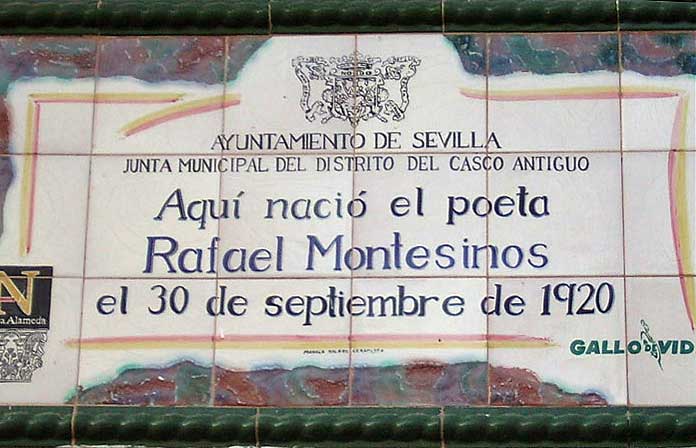 AYUNTAMIENTO DE SEVILLA
JUNTA MUNICIPAL DEL DISTRITO DEL CASCO ANTIGUO
Aquí nació el poeta
Rafael Montesinos
el 30 de septiembre de 1920
N
a Alameda
GALLO DE VID